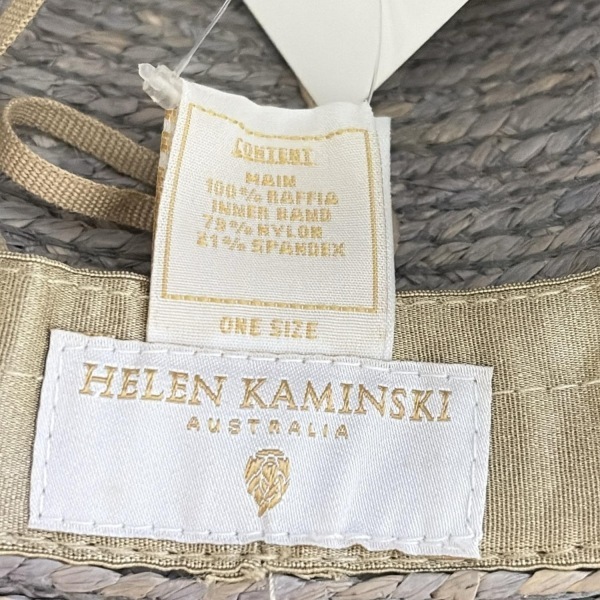 CONTENT
MAIN
100% RAFFIA
INNER BAND
79% NYLON
21% SPANDEX
ONE SIZE
HELEN KAMINSKI
AUSTRALIA